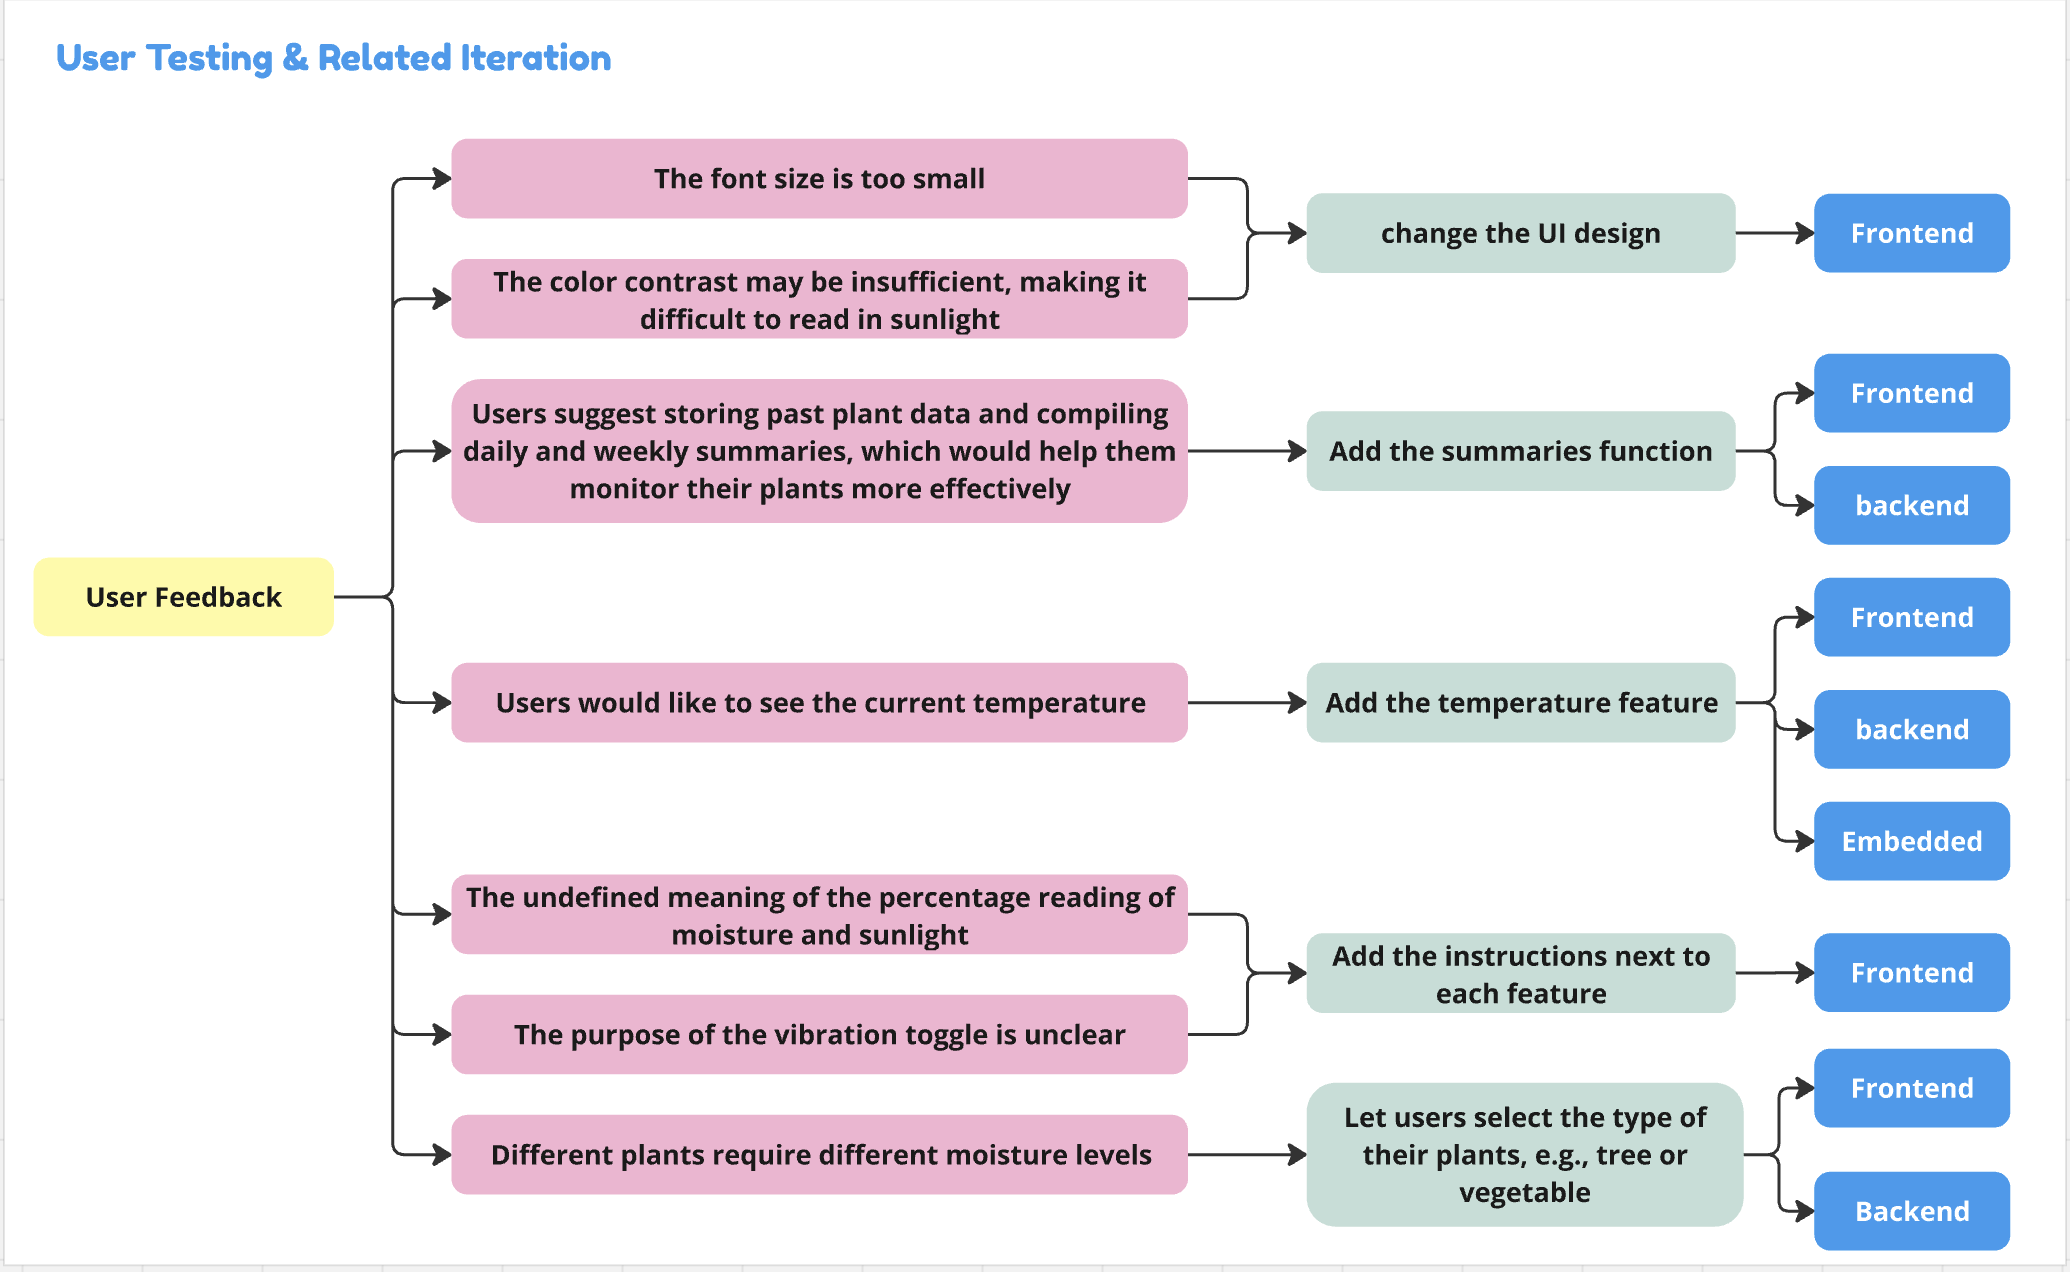 User Testing & Related Iteration
User Feedback
The font size is too small
The color contrast may be insufficient, making it
difficult to read in sunlight
change the UI design
Frontend
Users suggest storing past plant data and compiling
daily and weekly summaries, which would help them
monitor their plants more effectively
Add the summaries function
Frontend
backend
Users would like to see the current temperature
Add the temperature feature
Frontend
backend
Embedded
The undefined meaning of the percentage reading of
moisture and sunlight
The purpose of the vibration toggle is unclear
Add the instructions next to
each feature
Frontend
Different plants require different moisture levels
Let users select the type of
their plants, e.g., tree or
vegetable
Frontend
Backend